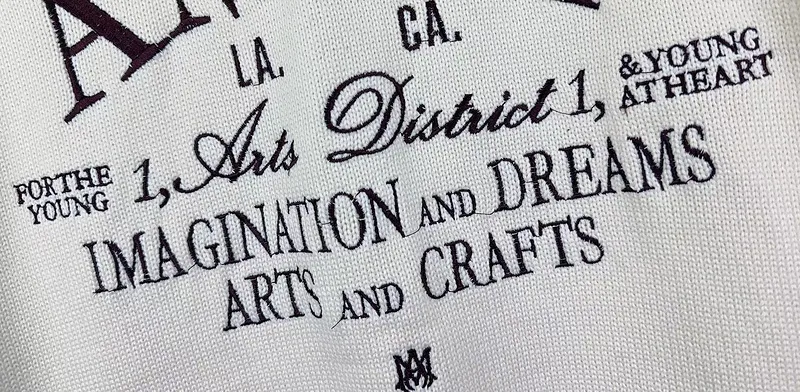 LA. CA.
FOR THE YOUNG 1, Arts District 1, & YOUNG AT HEART
IMAGINATION AND DREAMS
ARTS AND CRAFTS